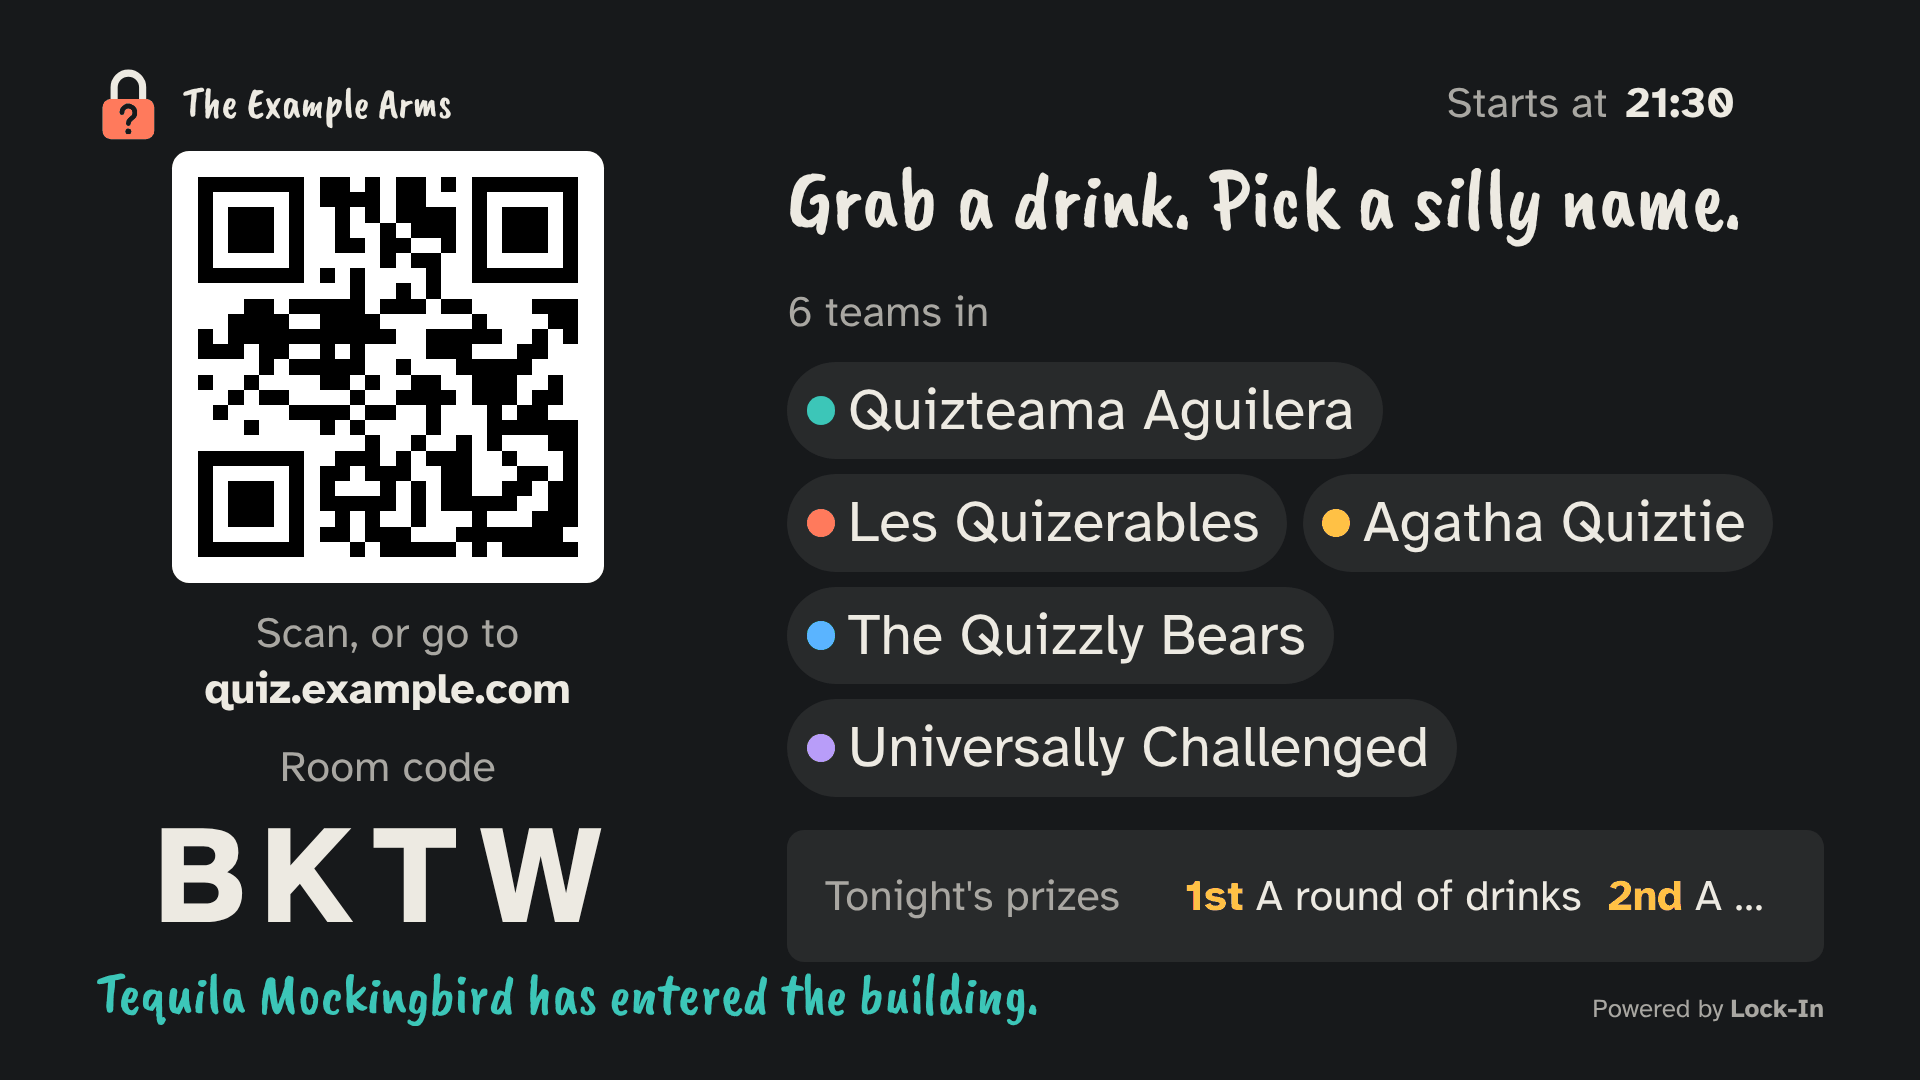 The Example Arms
Starts at 21:30
Grab a drink. Pick a silly name.
6 teams in
Quizteama Aguilera
Les Quizerables
Agatha Quiztie
The Quizzly Bears
Universally Challenged
Scan, or go to
quiz.example.com
Room code
BKTW
Tonight's prizes 1st A round of drinks 2nd A ...
Tequila Mockingbird has entered the building.
Powered by Lock-In